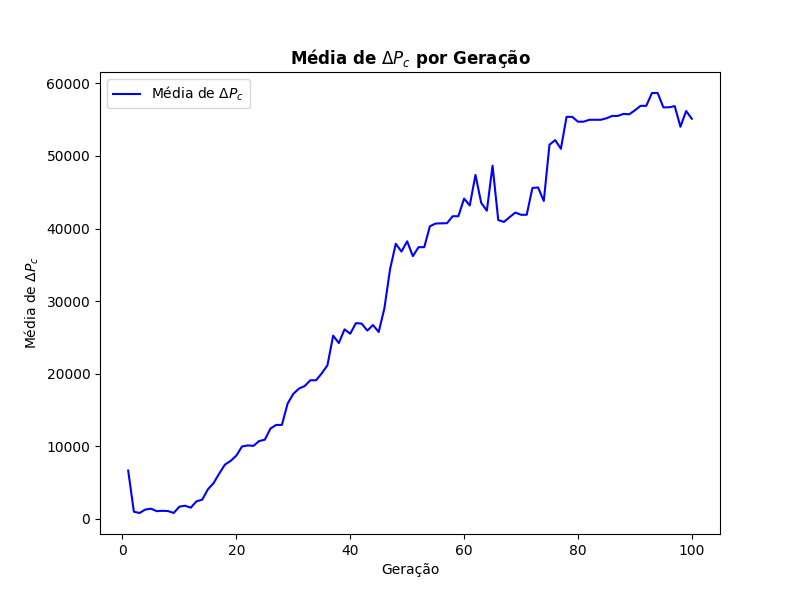 Média de ΔP_c por Geração
Média de ΔP_c
60000
50000
40000
30000
20000
10000
0
Média de ΔP_c
0 20 40 60 80 100
Geração